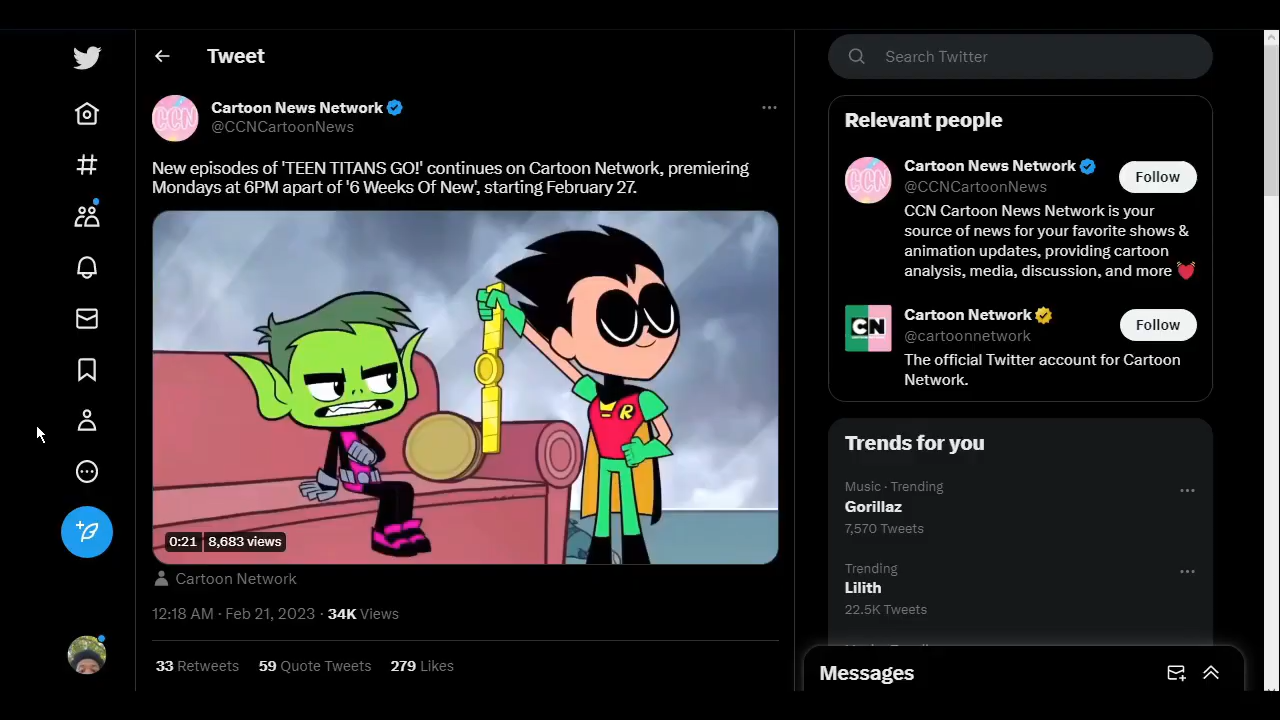 Tweet
Cartoon News Network
@CCNCartoonNews
New episodes of 'TEEN TITANS GO!' continues on Cartoon Network, premiering
Mondays at 6PM apart of '6 Weeks Of New', starting February 27.
R
0:21 8,683 views
Cartoon Network
12:18 AM · Feb 21, 2023 · 34K Views
33 Retweets 59 Quote Tweets 279 Likes
Search Twitter
Relevant people
CCN
Cartoon News Network
@CCNCartoonNews
Follow
CCN Cartoon News Network is your
source of news for your favorite shows &
animation updates, providing cartoon
analysis, media, discussion, and more
CN
Cartoon Network
@cartoonnetwork
Follow
The official Twitter account for Cartoon
Network.
Trends for you
Music · Trending
Gorillaz
7,570 Tweets
Trending
Lilith
22.5K Tweets
Messages